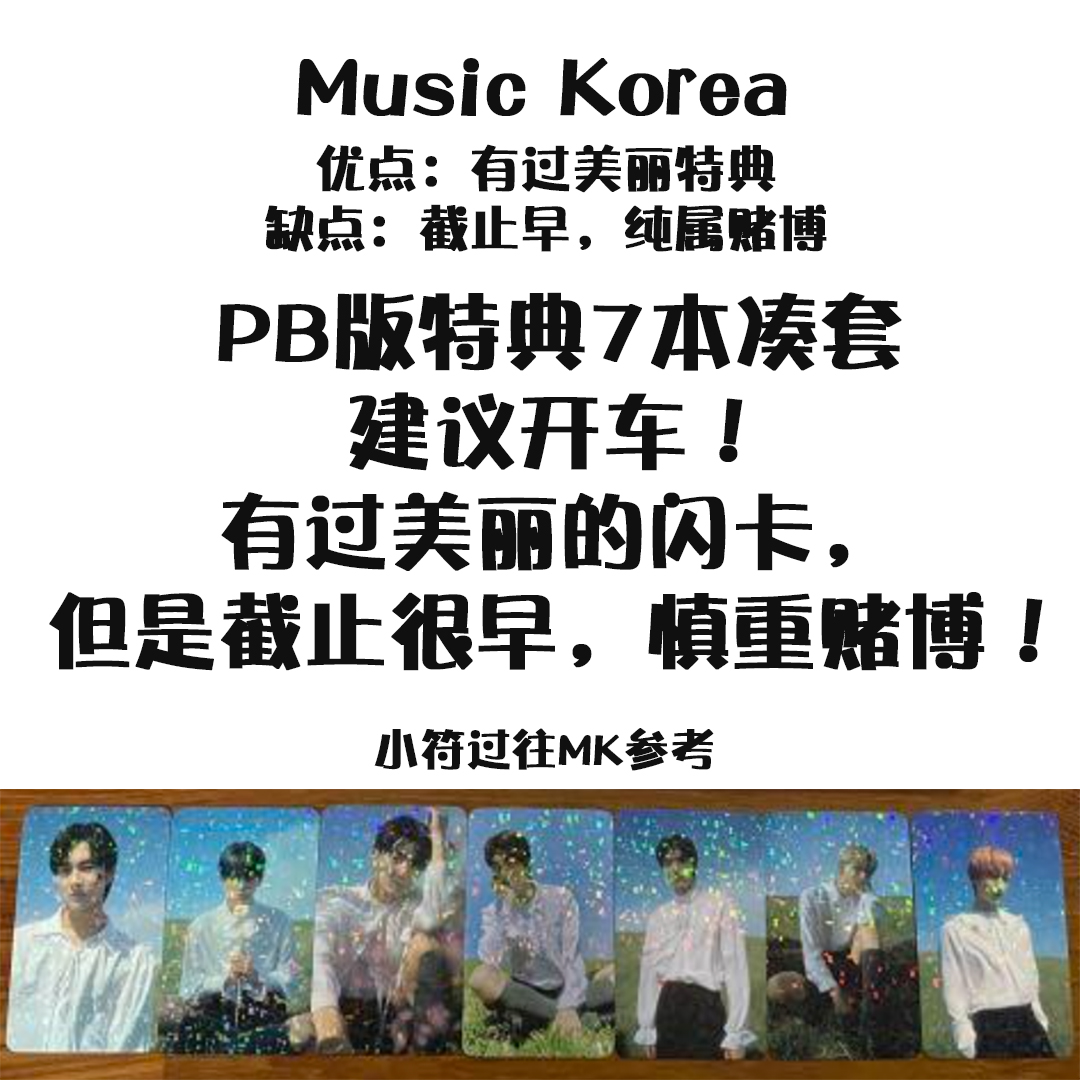 Music Korea
优点：有过美丽特典
缺点：截止早，纯属赌博
PB版特典7本凑套
建议开车！
有过美丽的闪卡，
但是截止很早，慎重赌博！
小符过往MK参考